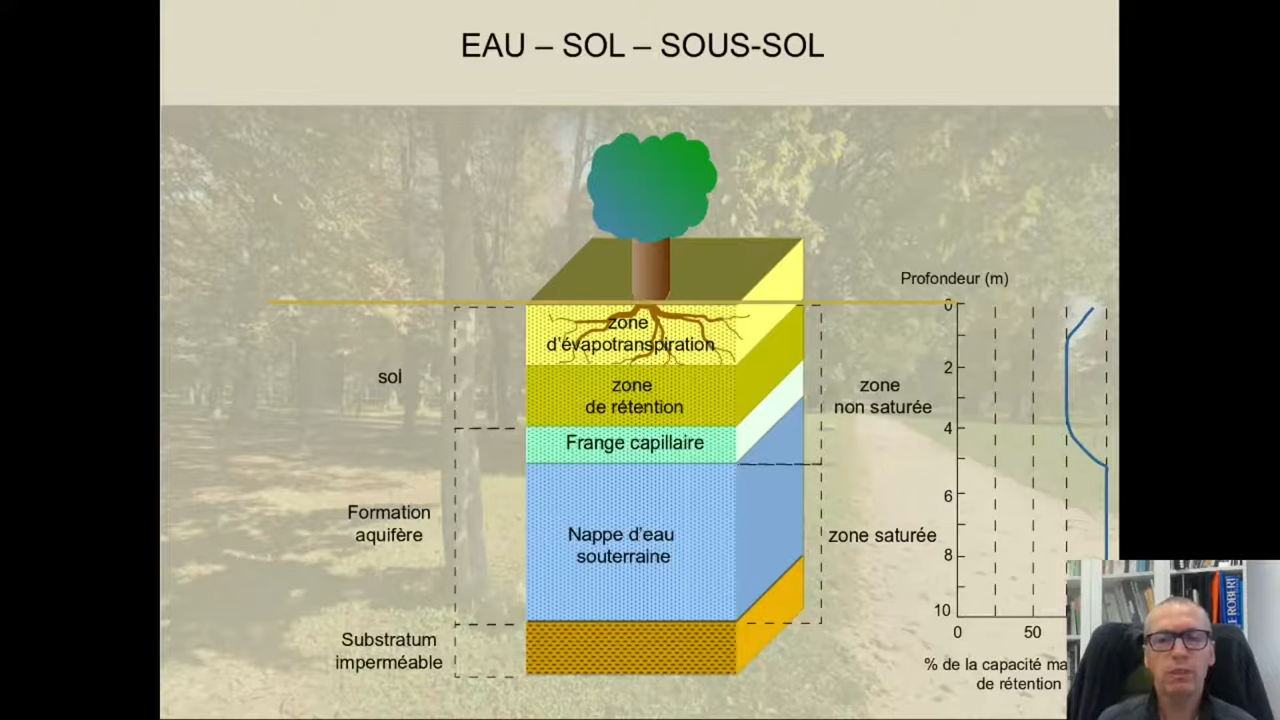 EAU – SOL – SOUS-SOL
Profondeur (m)
zone
d'évapotranspiration
sol
zone
de rétention
Frange capillaire
zone
non saturée
Formation
aquifère
Nappe d'eau
souterraine
zone saturée
Substratum
imperméable
0
2
4
6
8
10
0
50
% de la capacité ma
de rétention
ROBERT